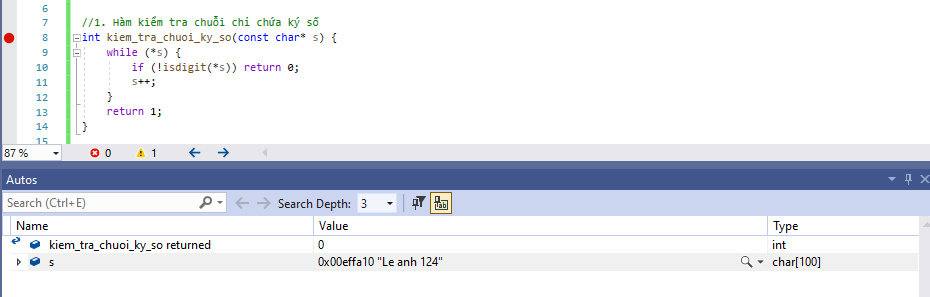 6
7 //1. Hàm kiểm tra chuỗi chỉ chứa ký số
8 int kiem_tra_chuoi_ky_so(const char* s) {
9 while (*s) {
10 if (!isdigit(*s)) return 0;
11 s++;
12 }
13 return 1;
14 }
15
87 % 0 1
Autos
Search (Ctrl+E) Search Depth: 3
Name Value Type
kiem_tra_chuoi_ky_so returned 0 int
s 0x00effa10 "Le anh 124" char[100]